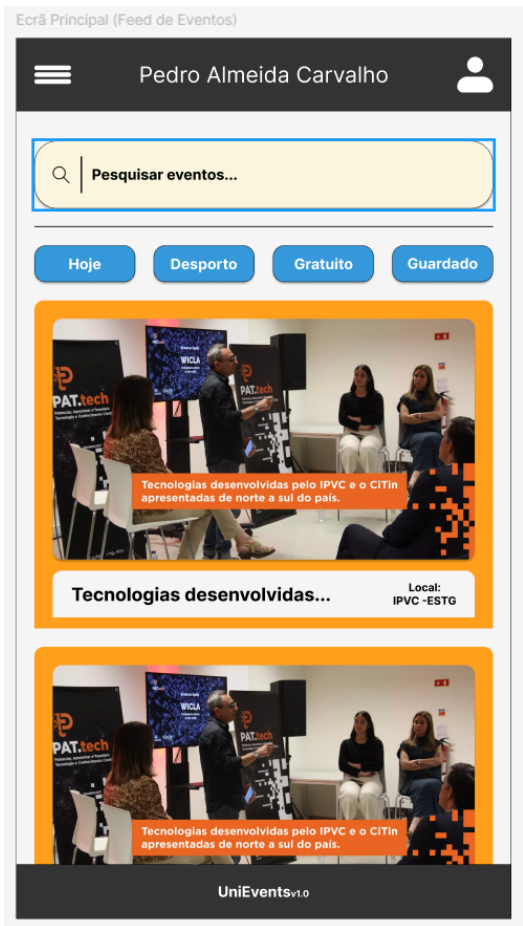 Ecrã Principal (Feed de Eventos)
Pedro Almeida Carvalho
Pesquisar eventos...
Hoje
Desporto
Gratuito
Guardado
WICLA
PAT.tech
Tecnologias desenvolvidas pelo IPVC e o CiTin
apresentadas de norte a sul do país.
Tecnologias desenvolvidas...
Local:
IPVC -ESTG
WICLA
PAT.tech
Tecnologias desenvolvidas pelo IPVC e o CiTin
apresentadas de norte a sul do país.
UniEventsv1.0